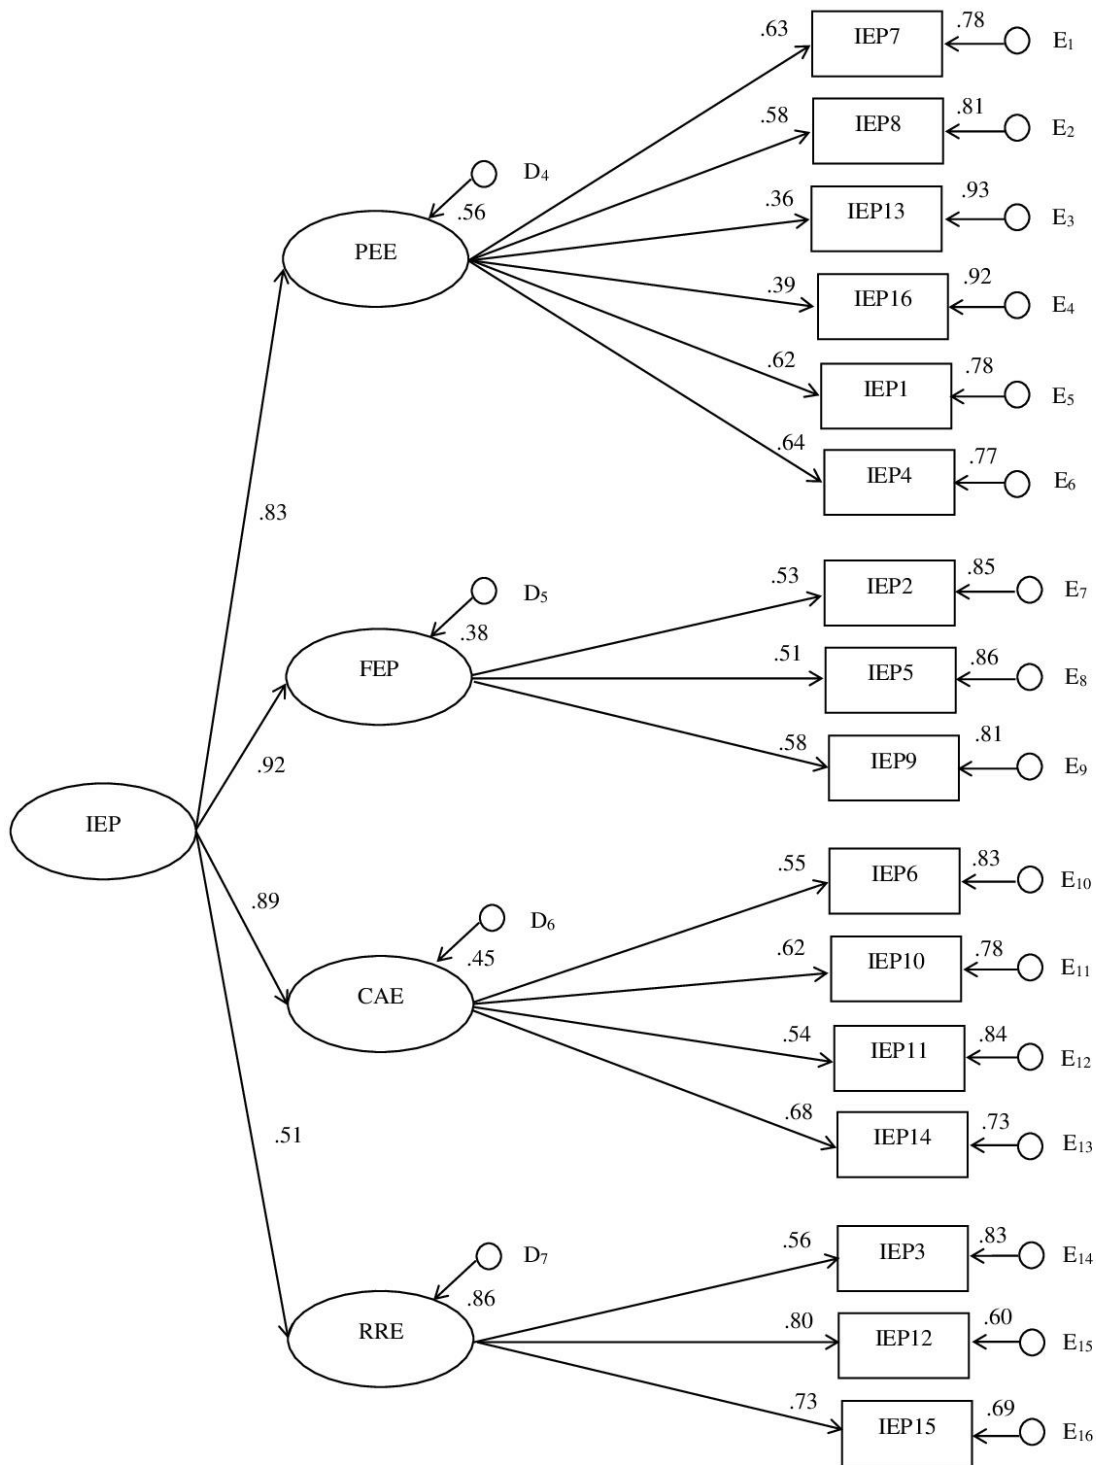 .63 IEP7 .78 E1
.58 IEP8 .81 E2
D4
.56
.36 IEP13 .93 E3
PEE
.39 IEP16 .92 E4
.62 IEP1 .78 E5
.64 IEP4 .77 E6
.83
D5
.38
.53 IEP2 .85 E7
FEP
.51 IEP5 .86 E8
.58 IEP9 .81 E9
.92
IEP
.89
.55 IEP6 .83 E10
D6
.45
.62 IEP10 .78 E11
CAE
.54 IEP11 .84 E12
.68 IEP14 .73 E13
.51
D7
.86
.56 IEP3 .83 E14
RRE
.80 IEP12 .60 E15
.73 IEP15 .69 E16